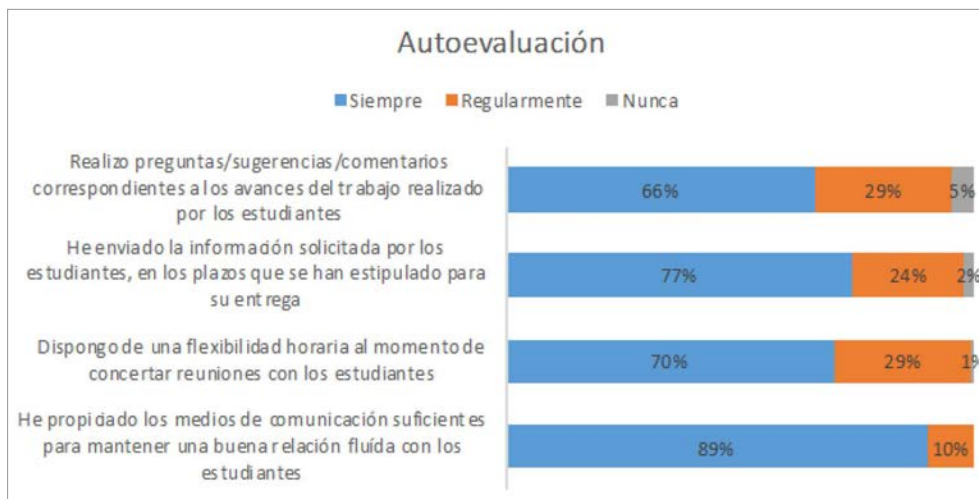 Autoevaluación
Siempre Regularmente Nunca
Realizo preguntas/sugerencias/comentarios
correspondientes a los avances del trabajo realizado
por los estudiantes
66% 29% 5%
He enviado la información solicitada por los
estudiantes, en los plazos que se han estipulado para
su entrega
77% 24% 2%
Dispongo de una flexibilidad horaria al momento de
concertar reuniones con los estudiantes
70% 29% 1%
He propiciado los medios de comunicación suficientes
para mantener una buena relación fluída con los
estudiantes
89% 10%